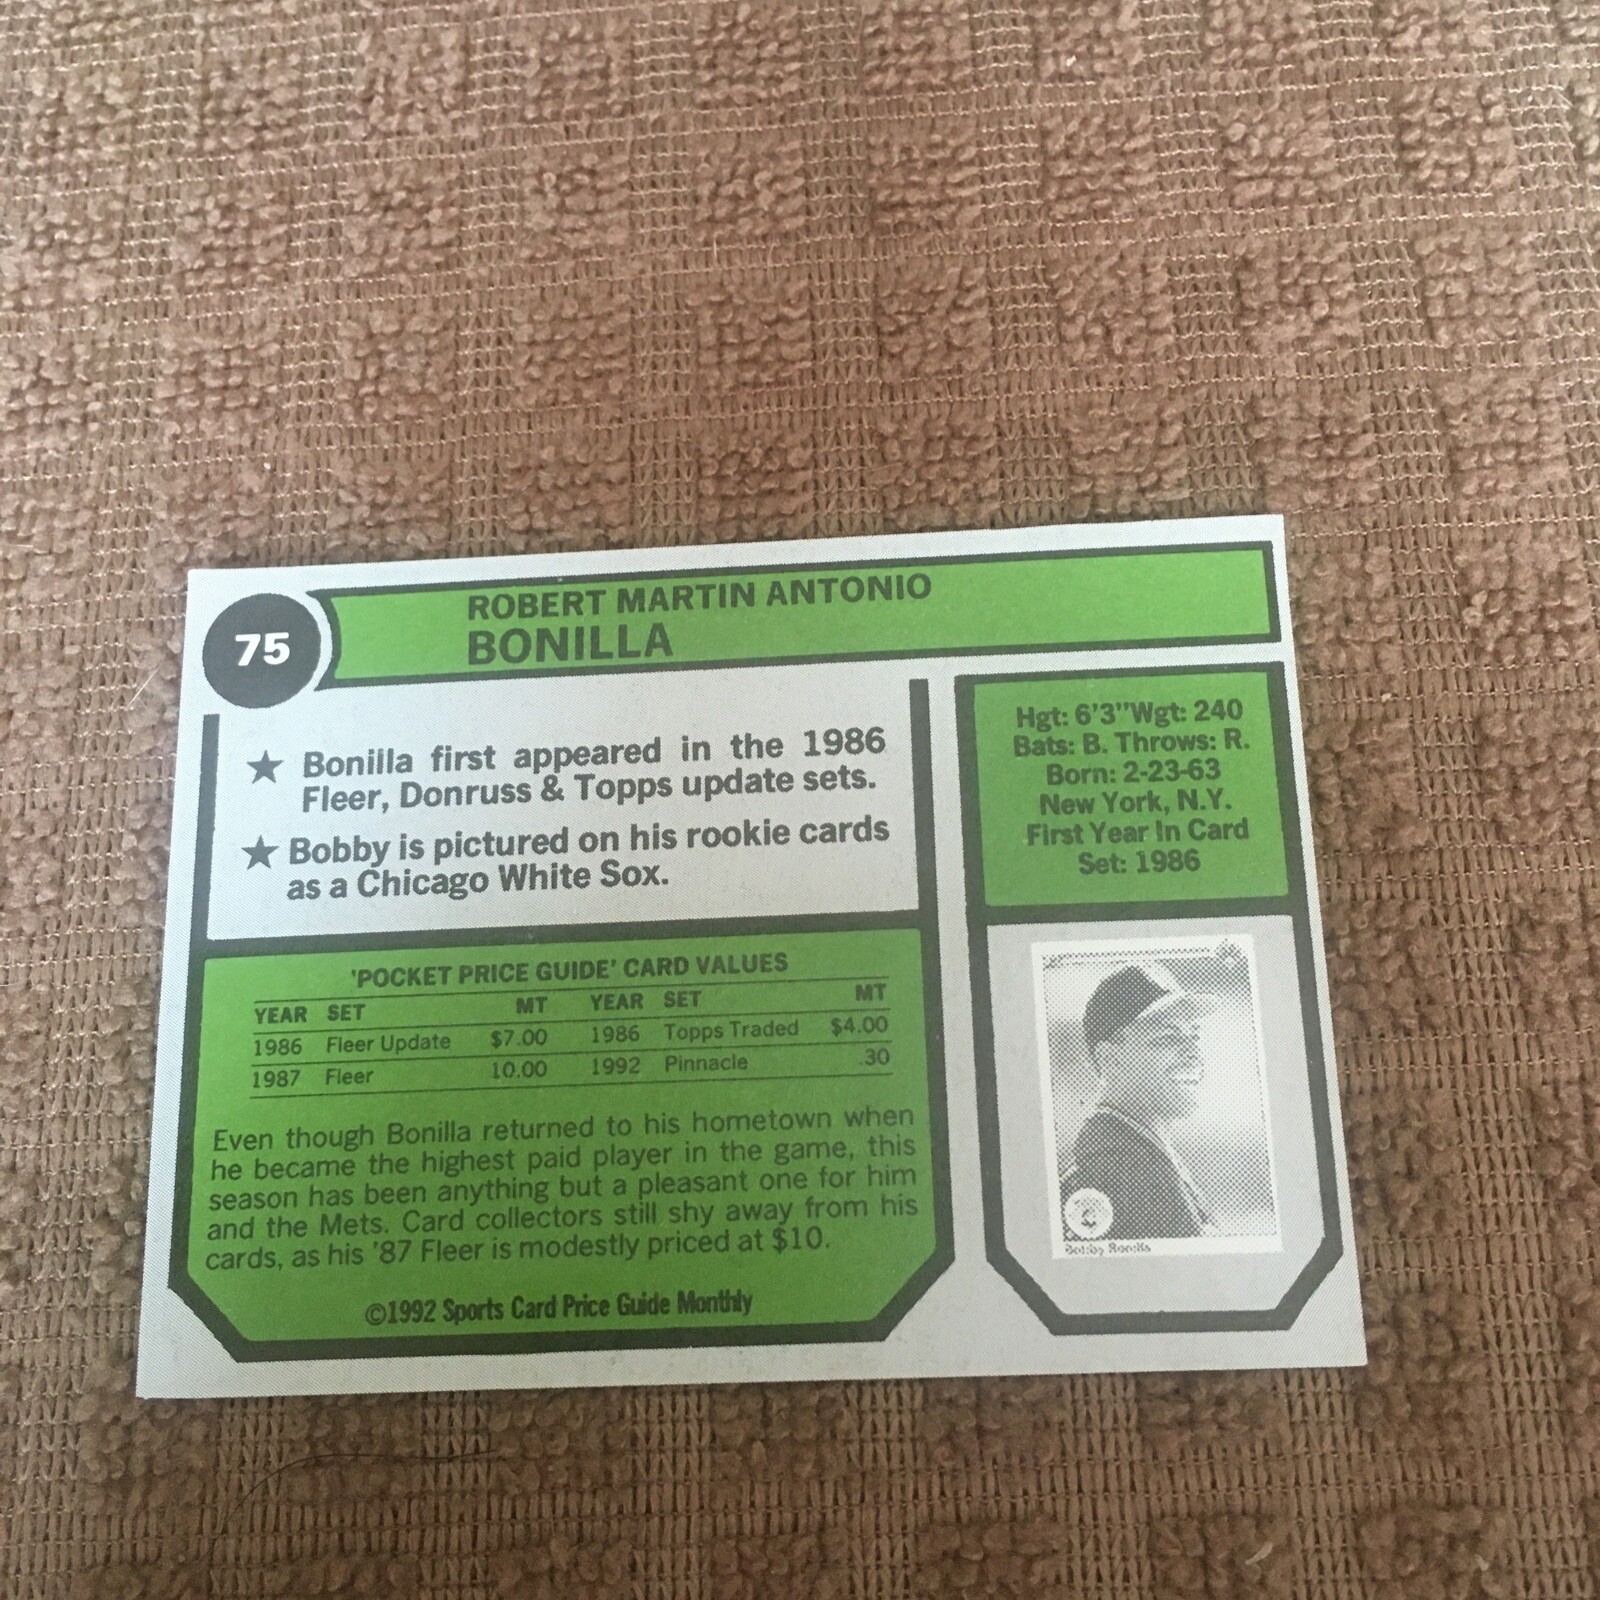 75
ROBERT MARTIN ANTONIO
BONILLA
★ Bonilla first appeared in the 1986
Fleer, Donruss & Topps update sets.
★ Bobby is pictured on his rookie cards
as a Chicago White Sox.
Hgt: 6'3" Wgt: 240
Bats: B. Throws: R.
Born: 2-23-63
New York, N.Y.
First Year In Card
Set: 1986
'POCKET PRICE GUIDE' CARD VALUES
YEAR SET MT YEAR SET MT
1986 Fleer Update $7.00 1986 Topps Traded $4.00
1987 Fleer 10.00 1992 Pinnacle .30
Even though Bonilla returned to his hometown when
he became the highest paid player in the game, this
season has been anything but a pleasant one for him
and the Mets. Card collectors still shy away from his
cards, as his '87 Fleer is modestly priced at $10.
©1992 Sports Card Price Guide Monthly
Bobby Bonilla